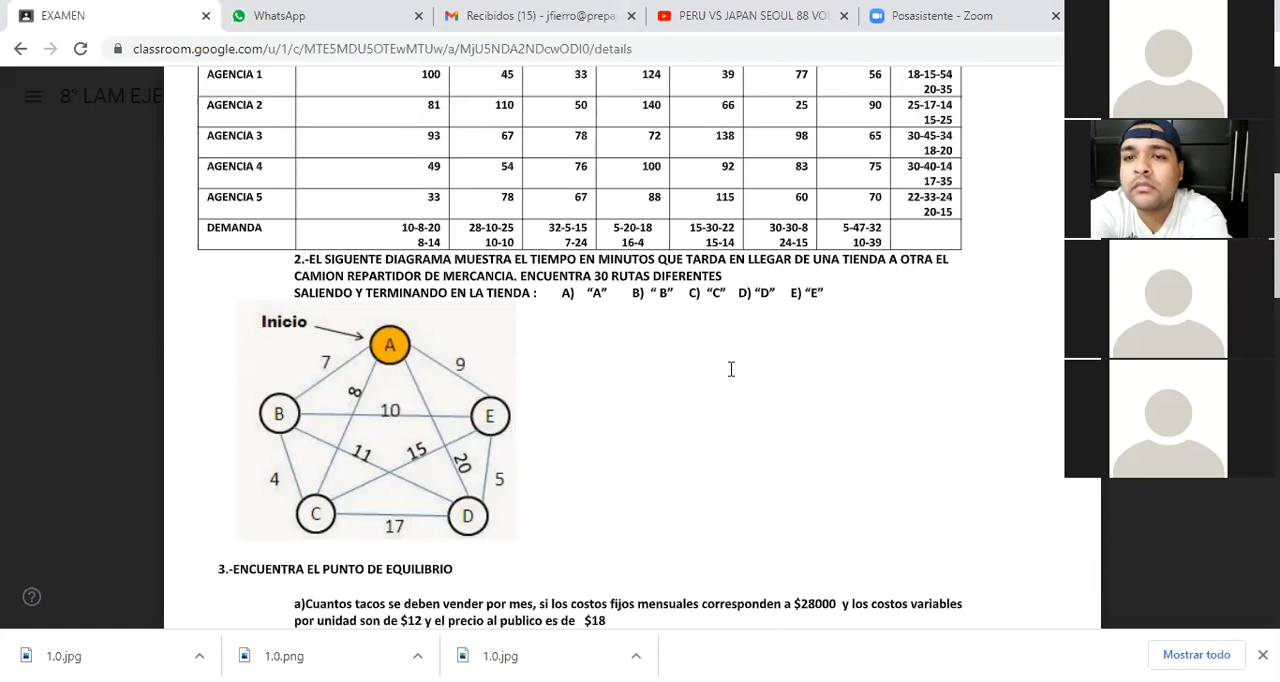 EXAMEN
WhatsApp
Recibidos (15) - jfierro@prepa
PERU VS JAPAN SEOUL 88 VOL
Posasistente - Zoom
classroom.google.com/u/1/c/MTE5MDU5OTEwMTUw/a/MjU5NDA2NDcwODI0/details
8° LAM EJE
AGENCIA 1 100 45 33 124 39 77 56 18-15-54
20-35
AGENCIA 2 81 110 50 140 66 25 90 25-17-14
15-25
AGENCIA 3 93 67 78 72 138 98 65 30-45-34
18-20
AGENCIA 4 49 54 76 100 92 83 75 30-40-14
17-35
AGENCIA 5 33 78 67 88 115 60 70 22-33-24
20-15
DEMANDA 10-8-20 28-10-25 32-5-15 5-20-18 15-30-22 30-30-8 5-47-32
8-14 10-10 7-24 16-4 15-14 24-15 10-39
2.-EL SIGUENTE DIAGRAMA MUESTRA EL TIEMPO EN MINUTOS QUE TARDA EN LLEGAR DE UNA TIENDA A OTRA EL
CAMION REPARTIDOR DE MERCANCIA. ENCUENTRA 30 RUTAS DIFERENTES
SALIENDO Y TERMINANDO EN LA TIENDA : A) “A” B) “ B” C) “C” D) “D” E) “E”
Inicio
A
7
9
8
B
10
E
11
15
20
4
5
C
17
D
3.-ENCUENTRA EL PUNTO DE EQUILIBRIO
a)Cuantos tacos se deben vender por mes, si los costos fijos mensuales corresponden a $28000 y los costos variables
por unidad son de $12 y el precio al publico es de $18
1.0.jpg
1.0.png
1.0.jpg
Mostrar todo